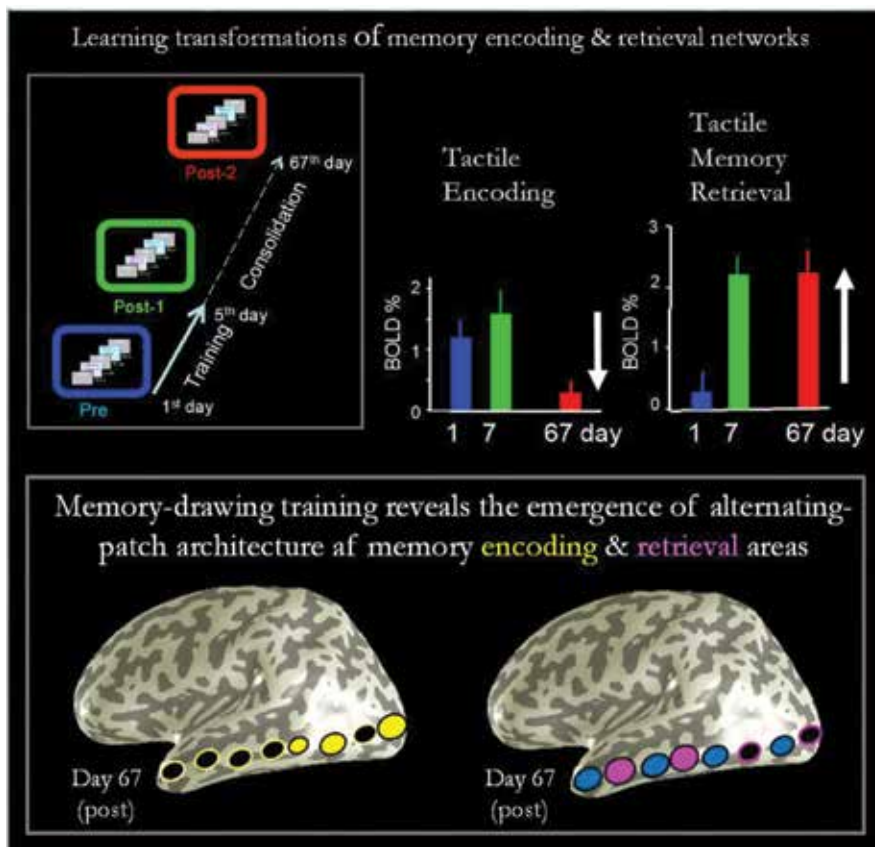 Learning transformations of memory encoding & retrieval networks
Post-2
67th day
Consolidation
Post-1
5th day
Training
Pre
1st day
Tactile
Encoding
BOLD %
2
1
0
1 7 67 day
Tactile
Memory
Retrieval
BOLD %
3
2
1
0
1 7 67 day
Memory-drawing training reveals the emergence of alternating-
patch architecture af memory encoding & retrieval areas
Day 67
(post)
Day 67
(post)